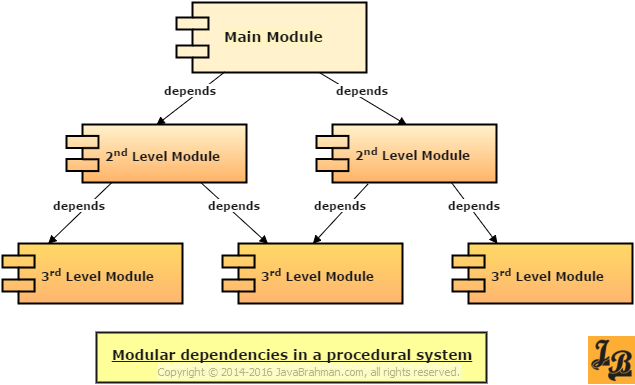 Main Module
depends depends
2nd Level Module 2nd Level Module
depends depends depends depends
3rd Level Module 3rd Level Module 3rd Level Module
Modular dependencies in a procedural system
Copyright © 2014-2016 JavaBrahman.com, all rights reserved.
JB